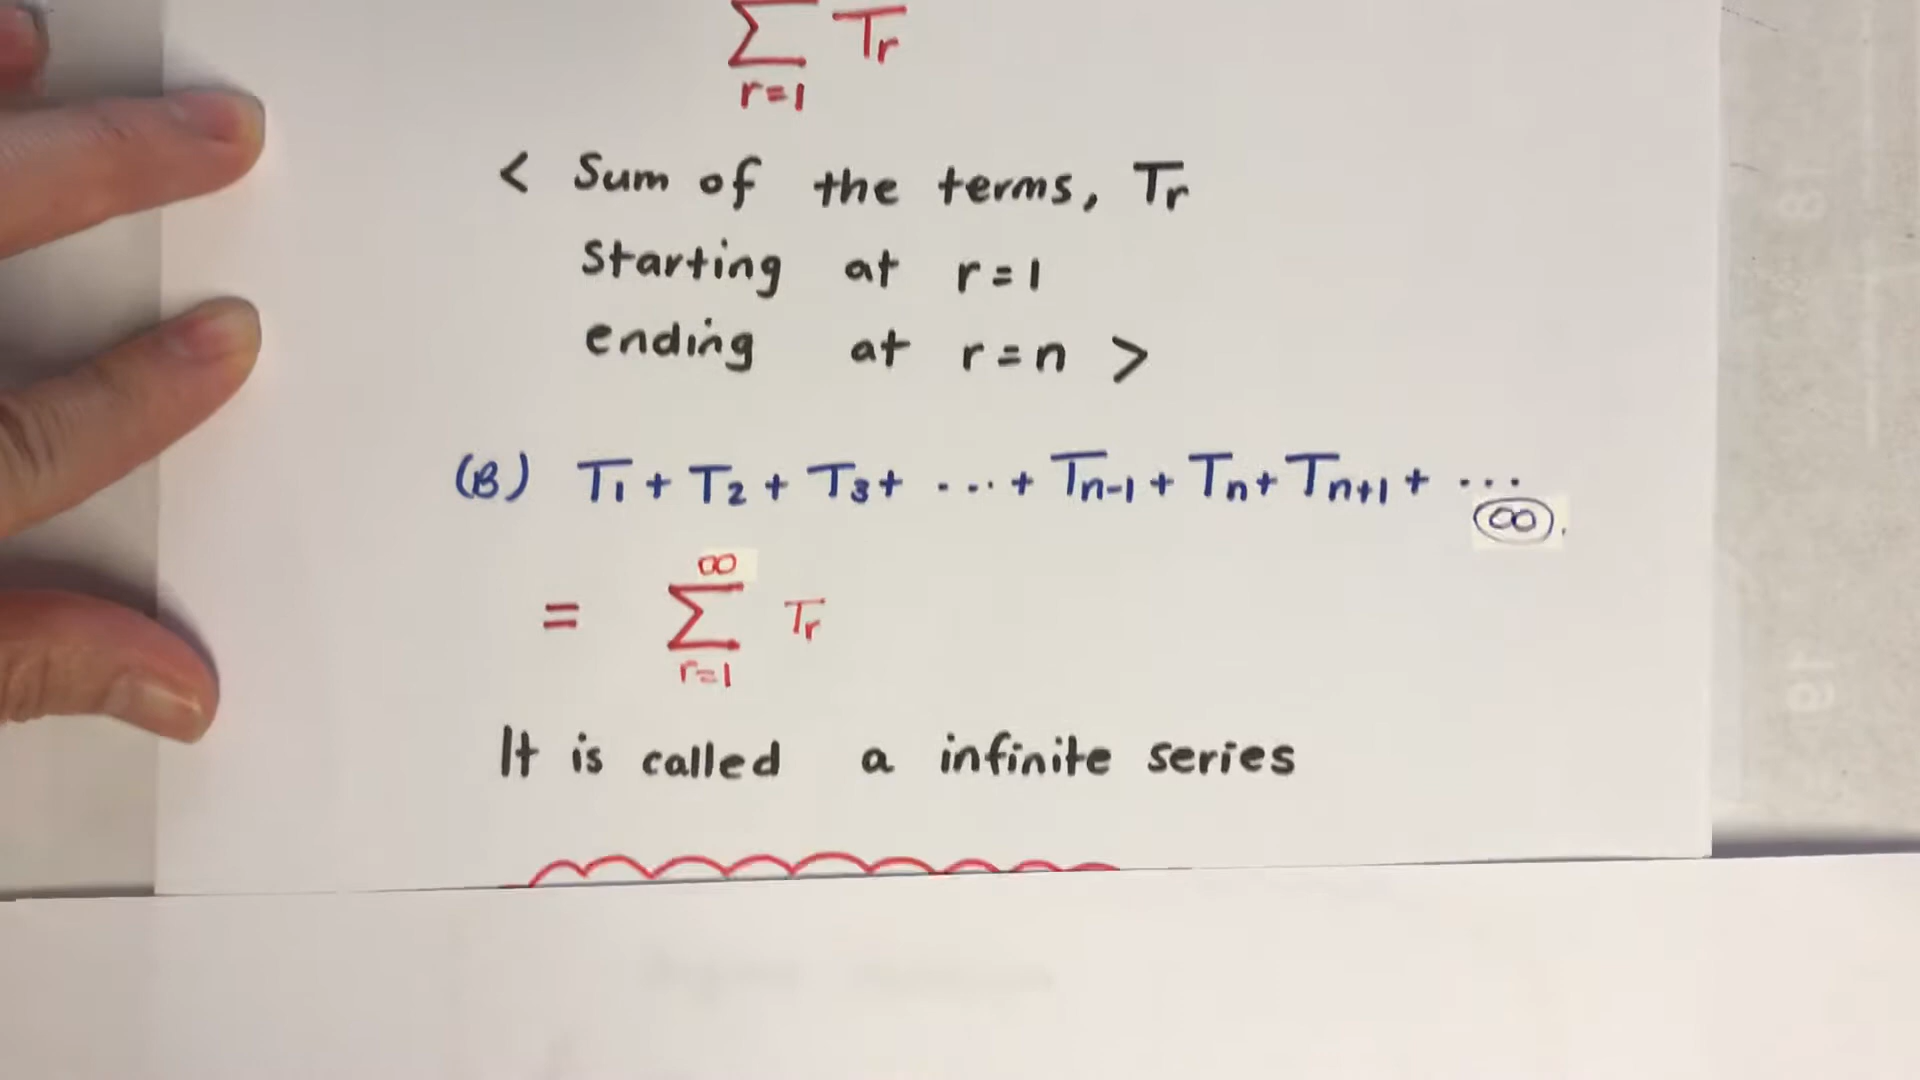 ∑ Tr
r=1
< Sum of the terms, Tr
starting at r=1
ending at r=n >
(B) T1 + T2 + T3 + ... + Tn-1 + Tn + Tn+1 + ...
∞.
∞
= ∑ Tr
r=1
It is called a infinite series